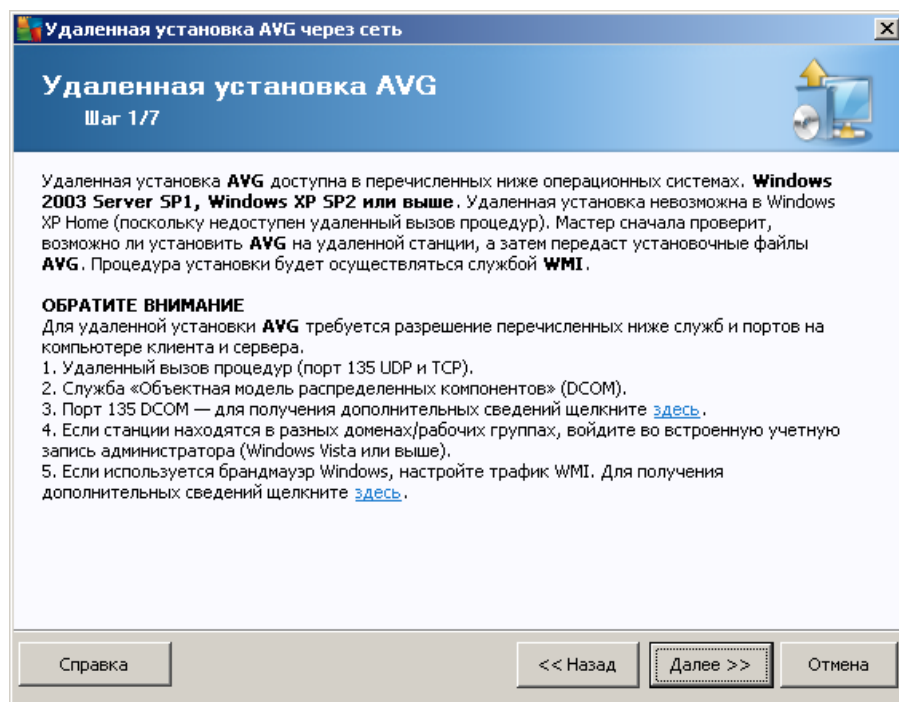 Удаленная установка AVG через сеть
Удаленная установка AVG
Шаг 1/7
Удаленная установка AVG доступна в перечисленных ниже операционных системах. Windows
2003 Server SP1, Windows XP SP2 или выше. Удаленная установка невозможна в Windows
XP Home (поскольку недоступен удаленный вызов процедур). Мастер сначала проверит,
возможно ли установить AVG на удаленной станции, а затем передаст установочные файлы
AVG. Процедура установки будет осуществляться службой WMI.
ОБРАТИТЕ ВНИМАНИЕ
Для удаленной установки AVG требуется разрешение перечисленных ниже служб и портов на
компьютере клиента и сервера.
1. Удаленный вызов процедур (порт 135 UDP и TCP).
2. Служба «Объектная модель распределенных компонентов» (DCOM).
3. Порт 135 DCOM — для получения дополнительных сведений щелкните здесь.
4. Если станции находятся в разных доменах/рабочих группах, войдите во встроенную учетную
запись администратора (Windows Vista или выше).
5. Если используется брандмауэр Windows, настройте трафик WMI. Для получения
дополнительных сведений щелкните здесь.
Справка
<< Назад
Далее >>
Отмена